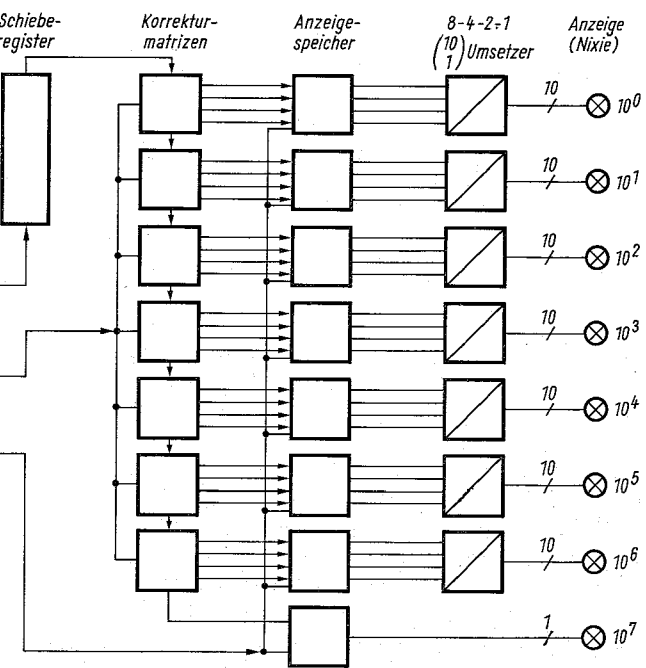 Schiebe-
register
Korrektur-
matrizen
Anzeige-
speicher
8-4-2-1
(10
1) Umsetzer
Anzeige
(Nixie)
10
10⁰
10
10¹
10
10²
10
10³
10
10⁴
10
10⁵
10
10⁶
1
10⁷